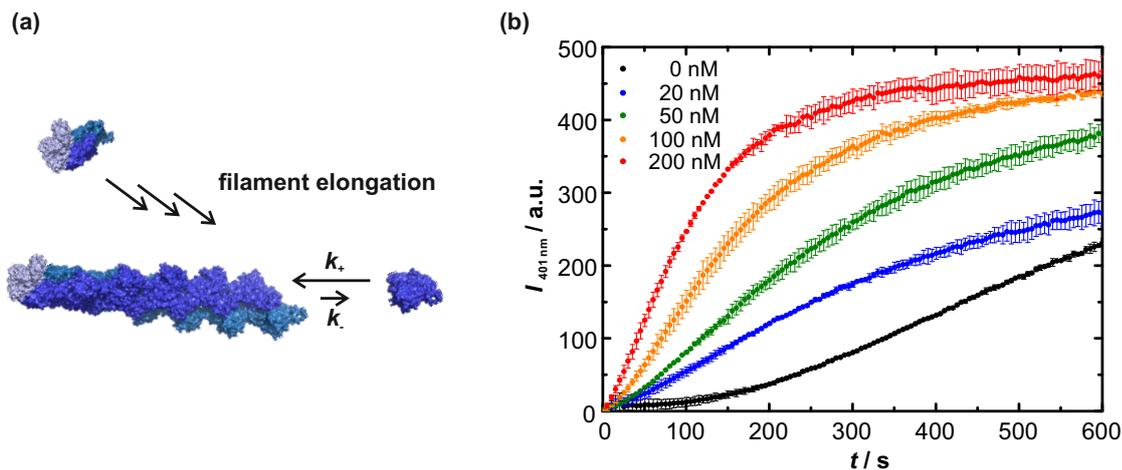 (a)
filament elongation
k₊
k₋
(b)
I 401 nm / a.u.
500
400
300
200
100
0
0 nM
20 nM
50 nM
100 nM
200 nM
0 100 200 300 400 500 600
t / s